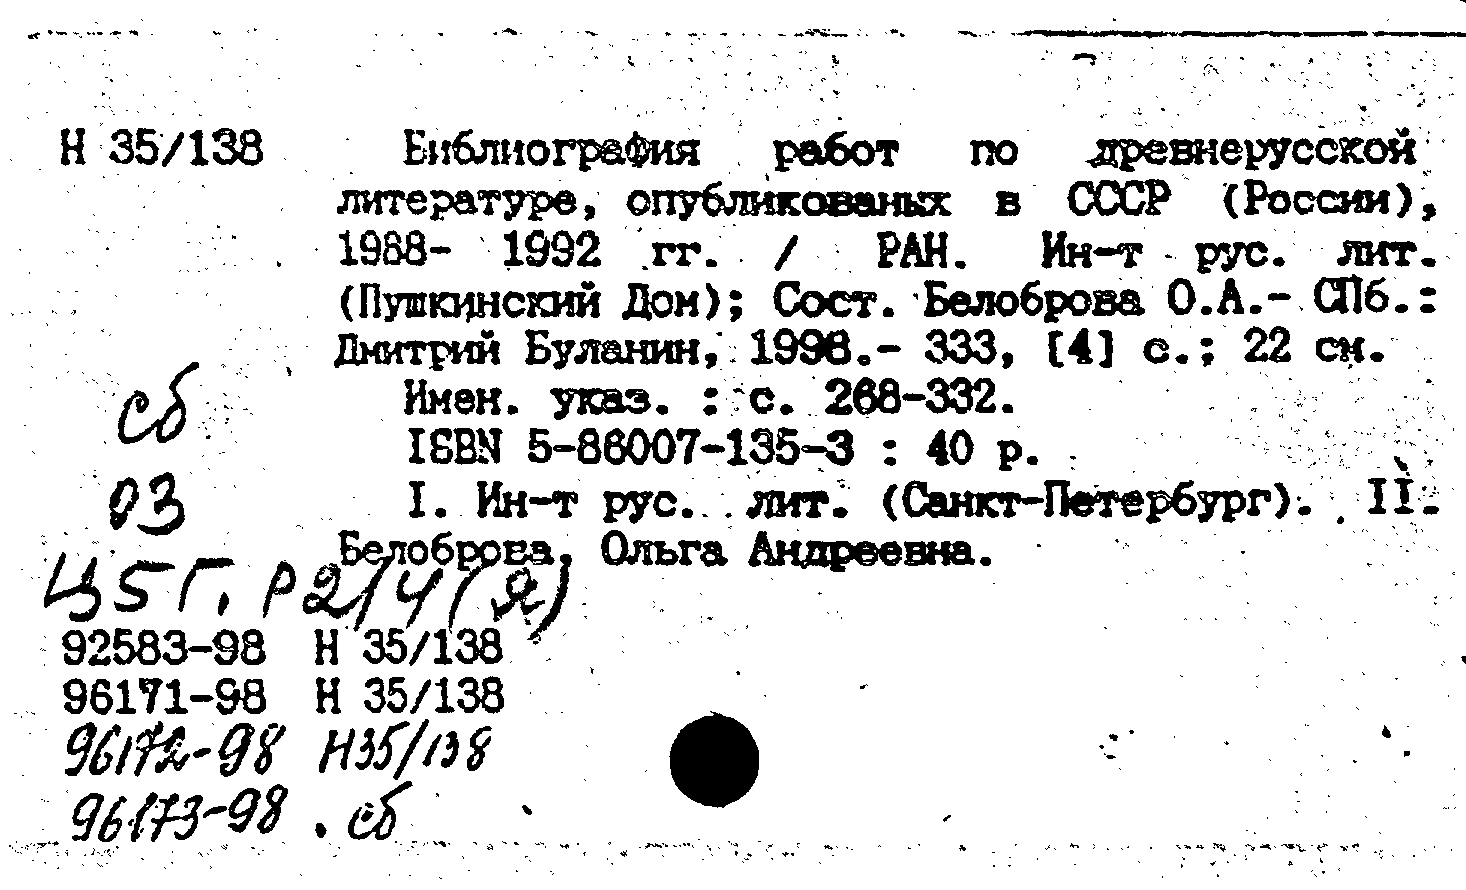 Н 35/138 Библиография работ по древнерусской
литературе, опубликованых в СССР (России),
1988- 1992 гг. / РАН. Ин-т рус. лит.
(Пушкинский Дом); Сост. Белоброва О.А.- СПб.:
Дмитрий Буланин, 1998.- 333, [4] с.; 22 см.
Имен. указ. : с. 268-332.
ISBN 5-86007-135-3 : 40 р.
I. Ин-т рус. лит. (Санкт-Петербург). II.
Белоброва, Ольга Андреевна.
сб
03
Ц5 Г. Р2/4 (Я)
92583-98 Н 35/138
96171-98 Н 35/138
96172-98 Н35/138
96173-98 . сб